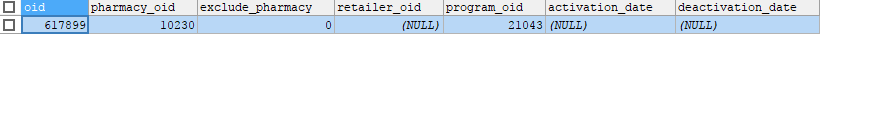 oid pharmacy_oid exclude_pharmacy retailer_oid program_oid activation_date deactivation_date
617899 10230 0 (NULL) 21043 (NULL) (NULL)